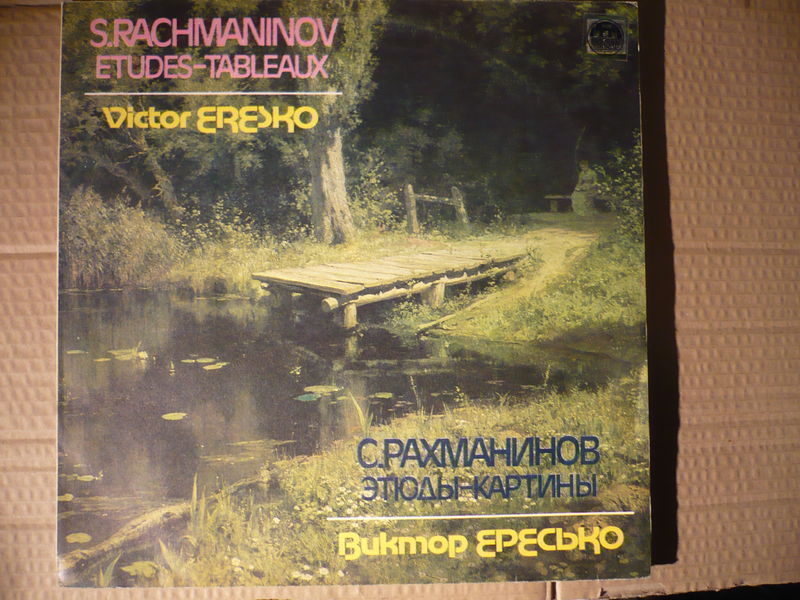 S.RACHMANINOV
ETUDES-TABLEAUX
Victor ERESKO
С.РАХМАНИНОВ
ЭТЮДЫ-КАРТИНЫ
Виктор ЕРЕСЬКО